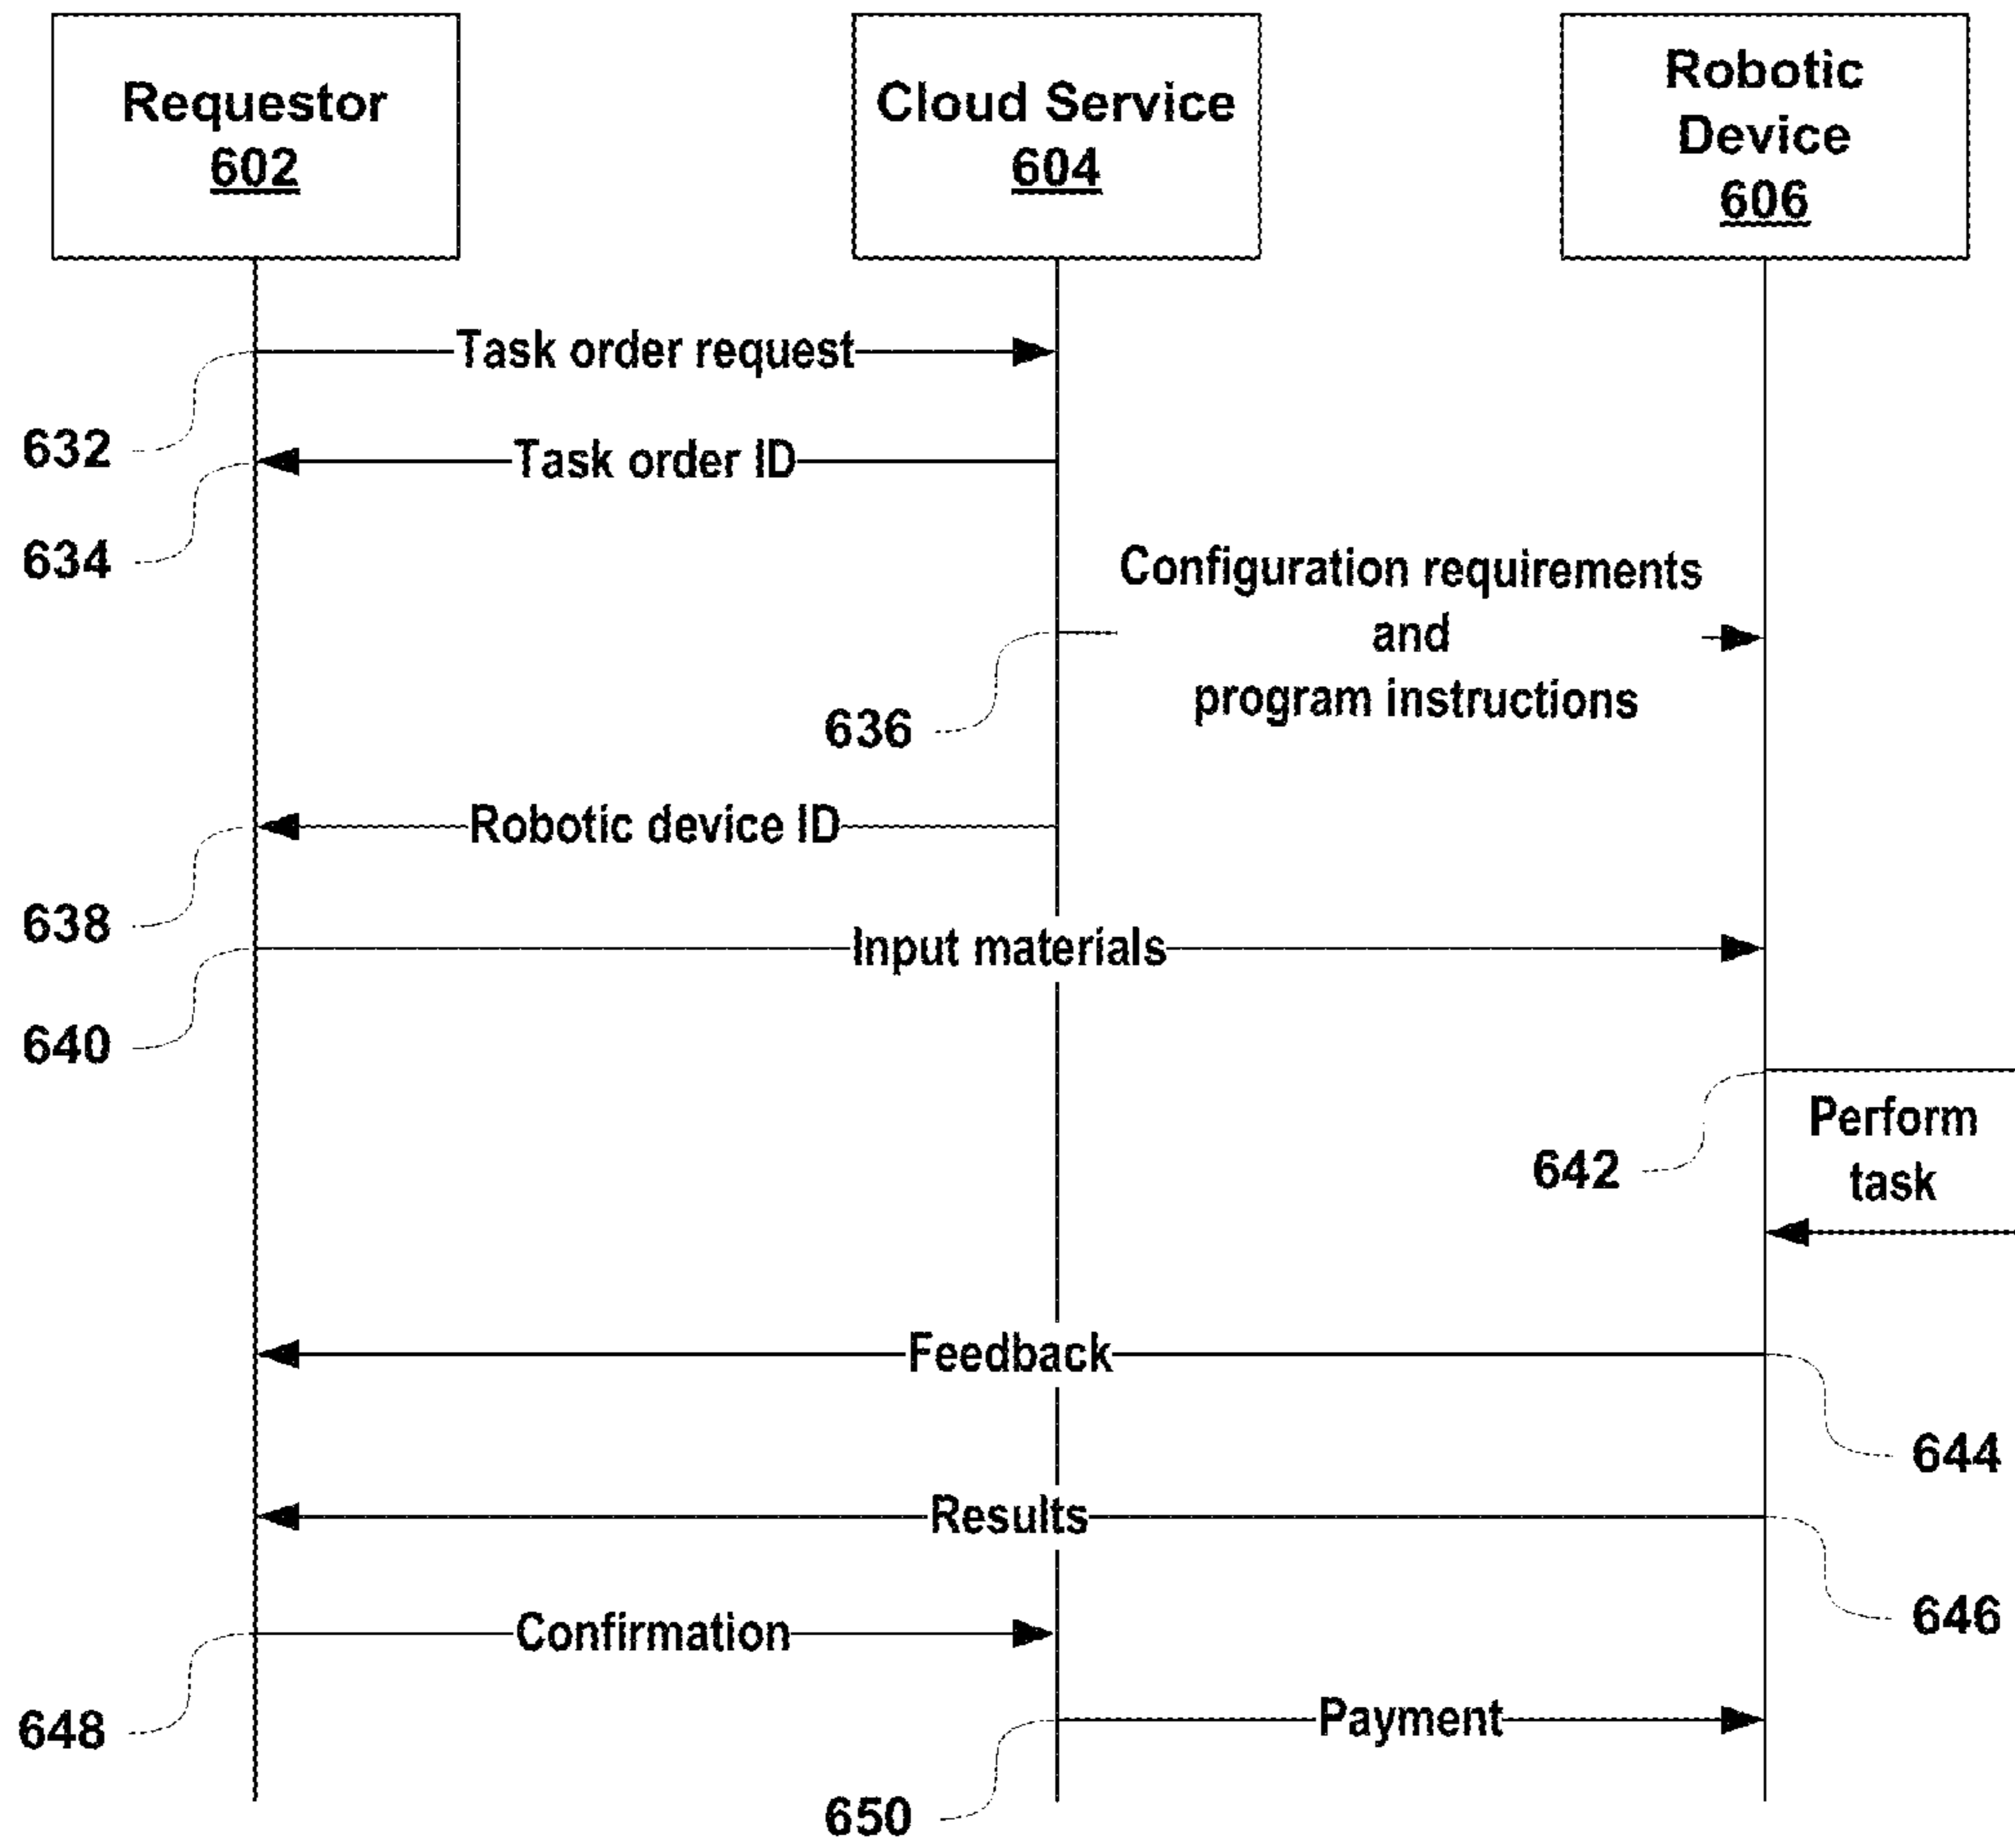 Requestor
602
Cloud Service
604
Robotic
Device
606
Task order request
632
Task order ID
634
Configuration requirements
and
program instructions
636
Robotic device ID
638
Input materials
640
Perform
task
642
Feedback
644
Results
646
Confirmation
648
Payment
650